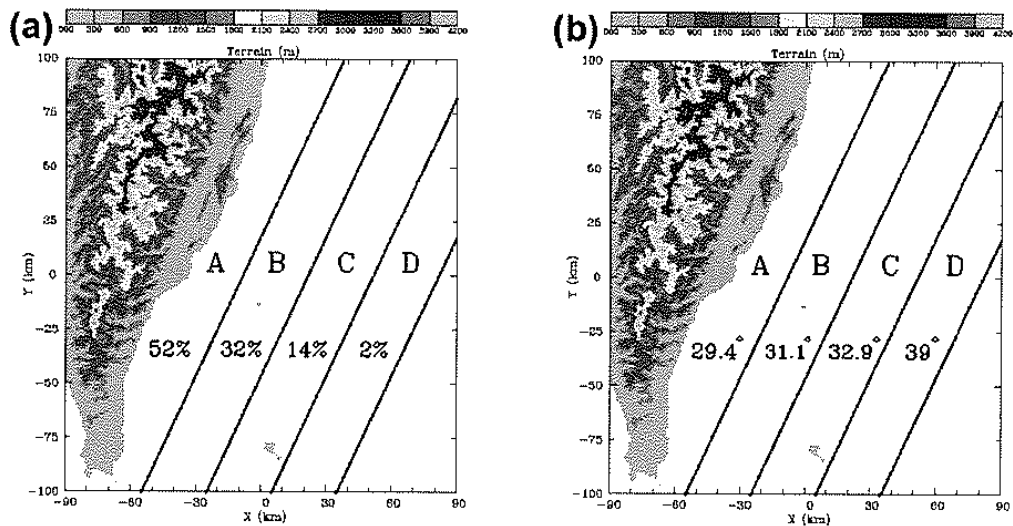 (a)
Terrain (m)
100
75
50
25
0
-25
-50
-75
-100
Y (km)
A B C D
52% 32% 14% 2%
-90 -60 -30 0 30 60 90
X (km)
(b)
Terrain (m)
100
75
50
25
0
-25
-50
-75
-100
Y (km)
A B C D
29.4° 31.1° 32.9° 39°
-90 -60 -30 0 30 60 90
X (km)